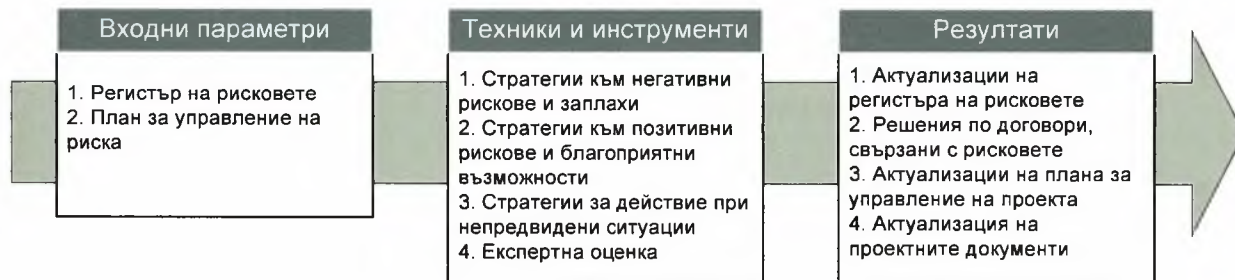 Входни параметри
1. Регистър на рисковете
2. План за управление на
риска
Техники и инструменти
1. Стратегии към негативни
рискове и заплахи
2. Стратегии към позитивни
рискове и благоприятни
възможности
3. Стратегии за действие при
непредвидени ситуации
4. Експертна оценка
Резултати
1. Актуализации на
регистъра на рисковете
2. Решения по договори,
свързани с рисковете
3. Актуализации на плана за
управление на проекта
4. Актуализация на
проектните документи